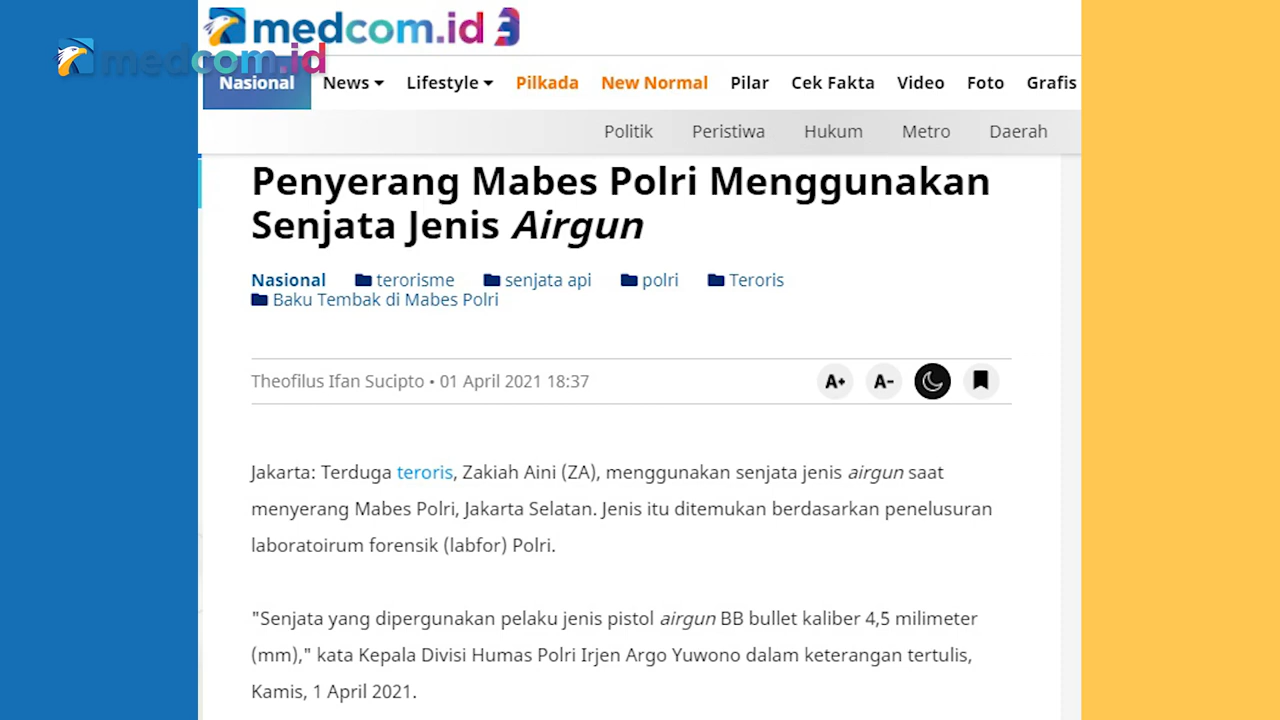 medcom.id
medcom.id
Nasional News Lifestyle Pilkada New Normal Pilar Cek Fakta Video Foto Grafis
Politik Peristiwa Hukum Metro Daerah
Penyerang Mabes Polri Menggunakan
Senjata Jenis Airgun
Nasional terorisme senjata api polri Teroris
Baku Tembak di Mabes Polri
Theofilus Ifan Sucipto • 01 April 2021 18:37 A+ A-
Jakarta: Terduga teroris, Zakiah Aini (ZA), menggunakan senjata jenis airgun saat
menyerang Mabes Polri, Jakarta Selatan. Jenis itu ditemukan berdasarkan penelusuran
laboratoirum forensik (labfor) Polri.
"Senjata yang dipergunakan pelaku jenis pistol airgun BB bullet kaliber 4,5 milimeter
(mm)," kata Kepala Divisi Humas Polri Irjen Argo Yuwono dalam keterangan tertulis,
Kamis, 1 April 2021.